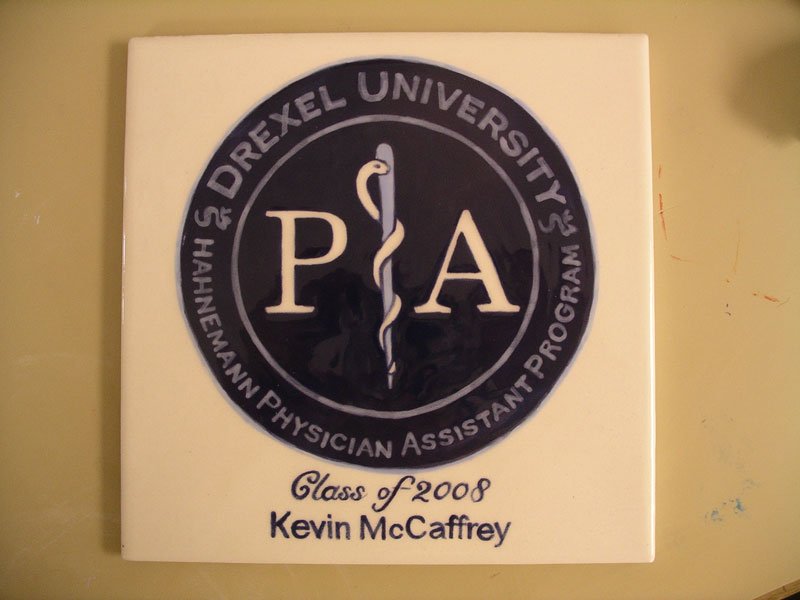 DREXEL UNIVERSITY
P A
HAHNEMANN PHYSICIAN ASSISTANT PROGRAM
Class of 2008
Kevin McCaffrey